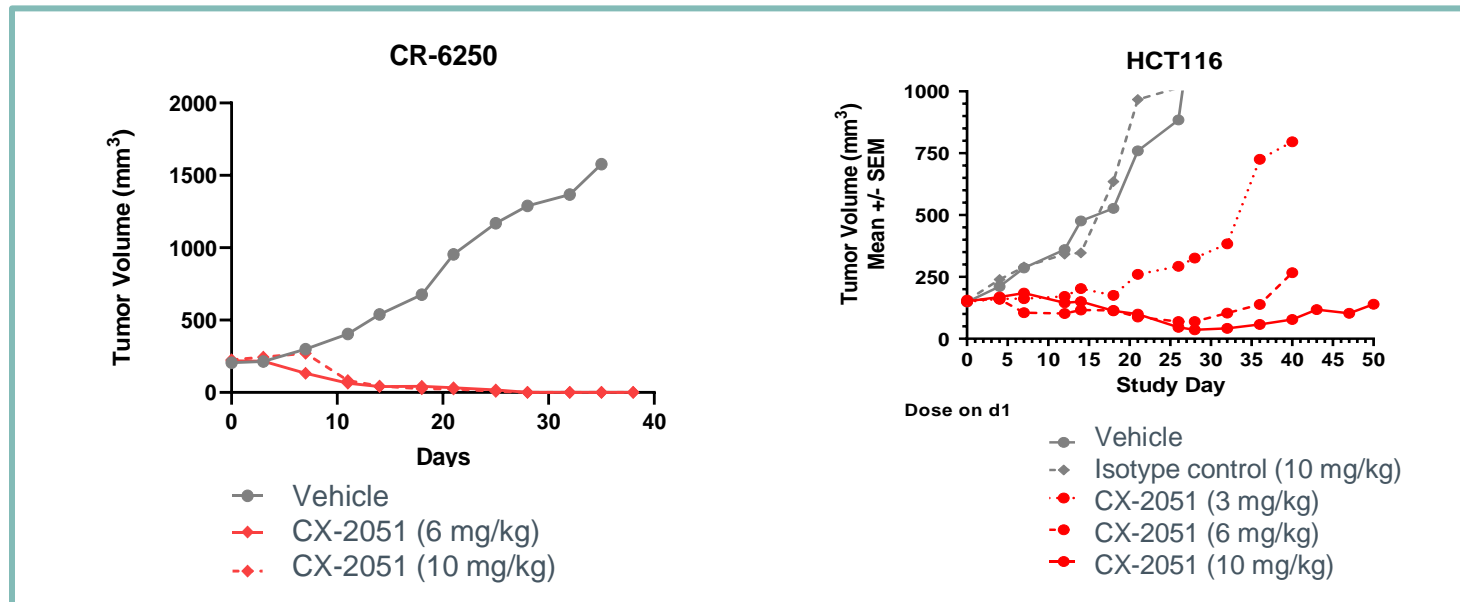 CR-6250
Tumor Volume (mm3)
2000
1500
1000
500
0
0
10
20
30
40
Days
Vehicle
CX-2051 (6 mg/kg)
CX-2051 (10 mg/kg)
HCT116
Tumor Volume (mm3)
Mean +/- SEM
1000
750
500
250
0
0
5
10
15
20
25
30
35
40
45
50
Study Day
Dose on d1
Vehicle
Isotype control (10 mg/kg)
CX-2051 (3 mg/kg)
CX-2051 (6 mg/kg)
CX-2051 (10 mg/kg)